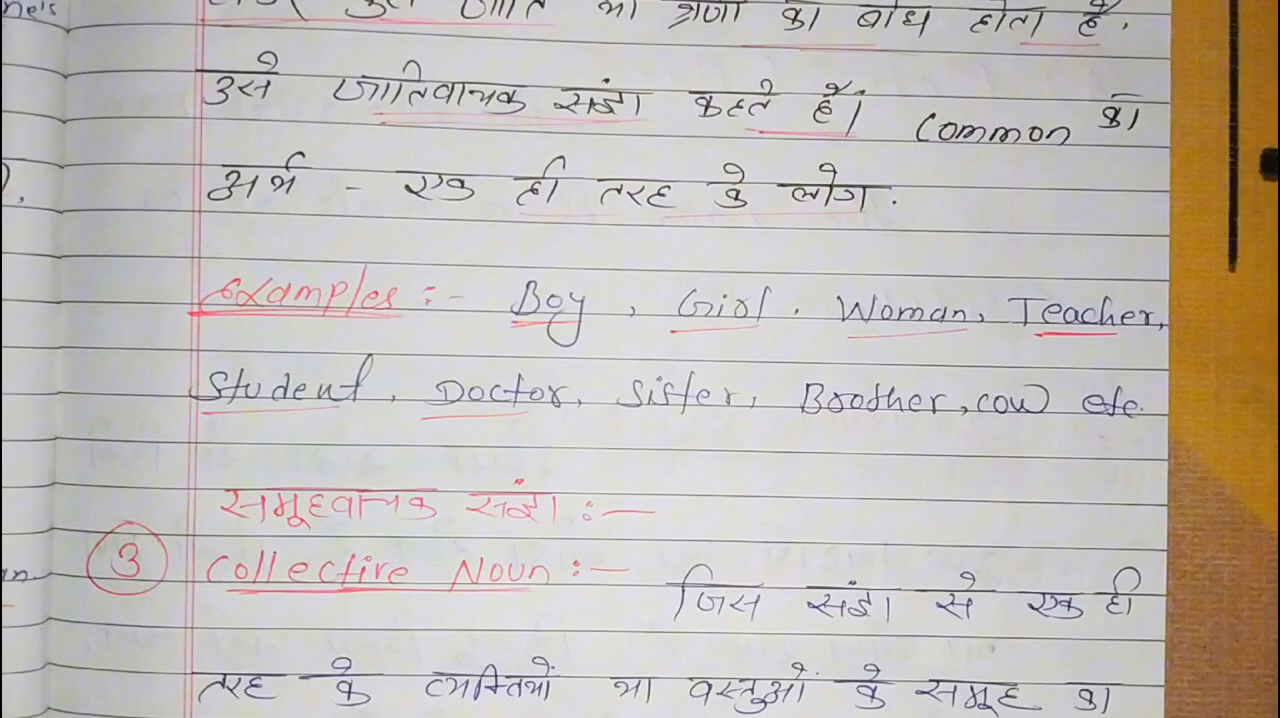 जाति या श्रेणी का बोध होता है,
उसे जातिवाचक संज्ञा कहते हैं। Common का
अर्थ - एक ही तरह के लोग.
Examples :- Boy, Girl. Woman, Teacher,
Student, Doctor, Sister, Brother, cow etc.
समूहवाचक संज्ञा :-
3 Collective Noun :- जिस संज्ञा से एक ही
तरह के व्यक्तियों या वस्तुओं के समूह का